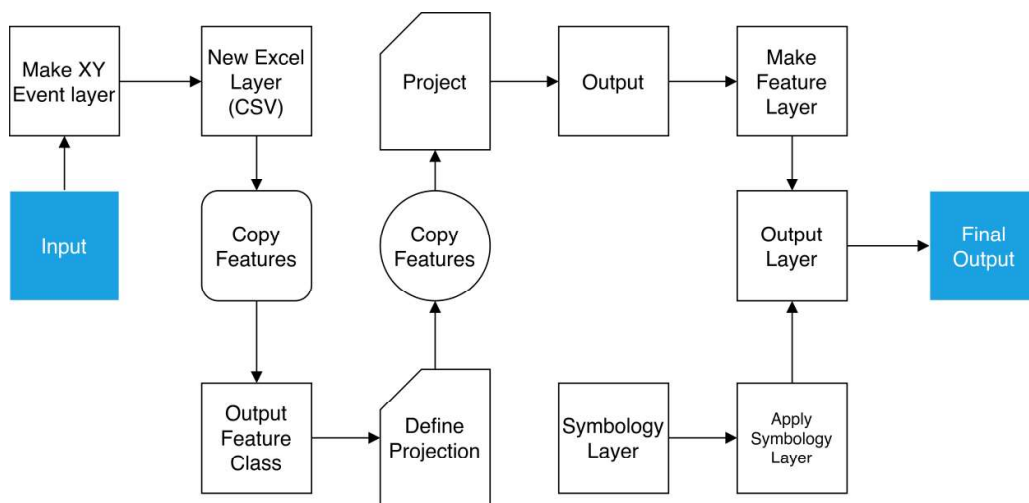 Make XY
Event layer
New Excel
Layer
(CSV)
Project
Output
Make
Feature
Layer
Input
Copy
Features
Copy
Features
Output
Layer
Final
Output
Output
Feature
Class
Define
Projection
Symbology
Layer
Apply
Symbology
Layer